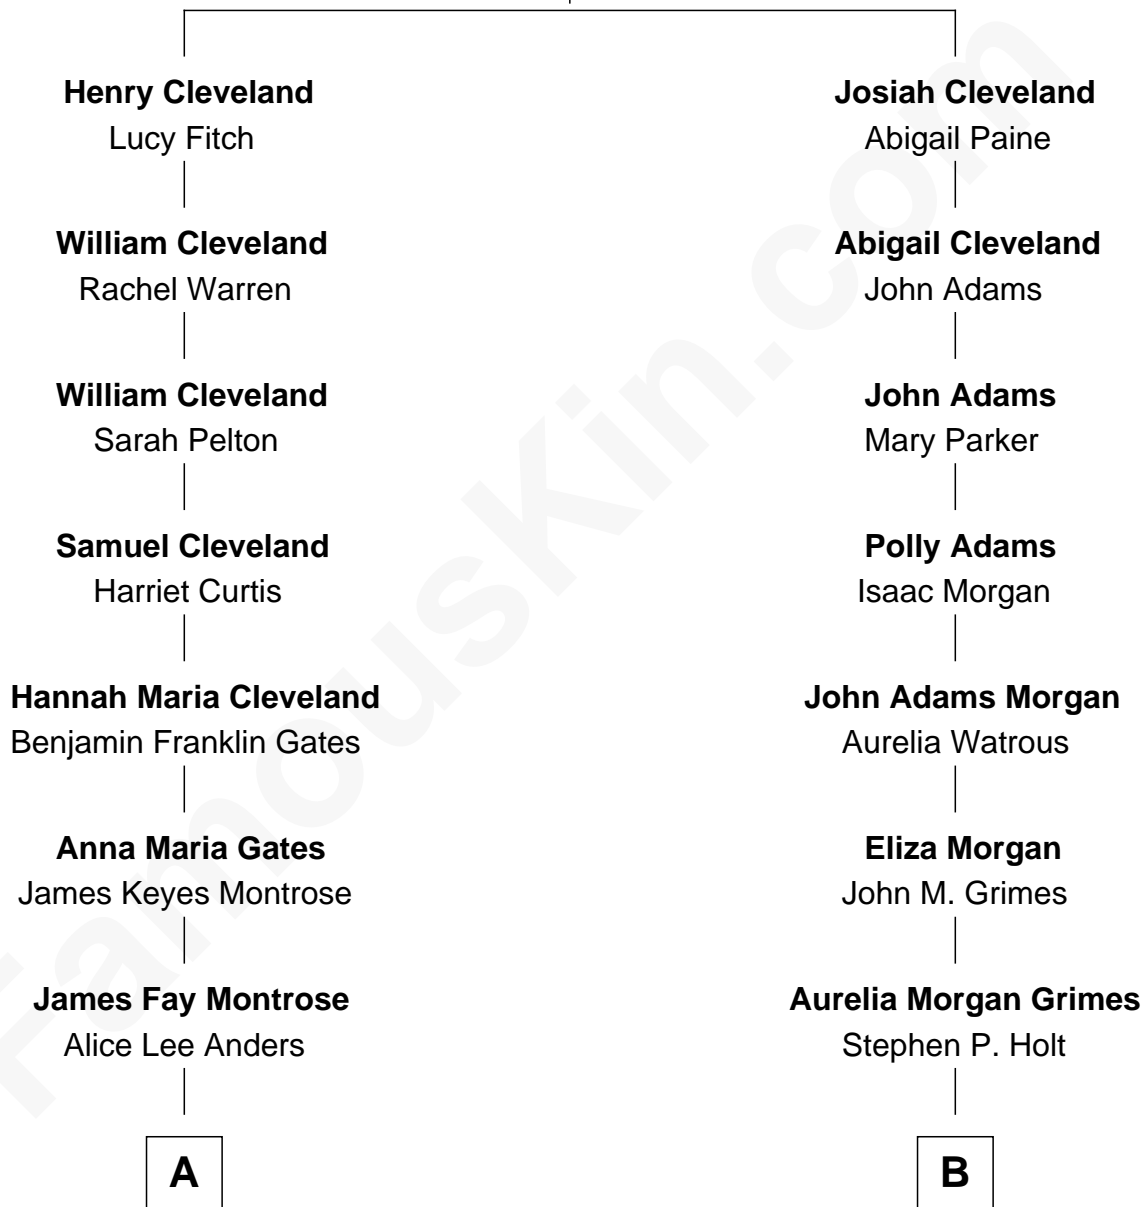 Henry Cleveland
Lucy Fitch
William Cleveland
Rachel Warren
William Cleveland
Sarah Pelton
Samuel Cleveland
Harriet Curtis
Hannah Maria Cleveland
Benjamin Franklin Gates
Anna Maria Gates
James Keyes Montrose
James Fay Montrose
Alice Lee Anders
A
Josiah Cleveland
Abigail Paine
Abigail Cleveland
John Adams
John Adams
Mary Parker
Polly Adams
Isaac Morgan
John Adams Morgan
Aurelia Watrous
Eliza Morgan
John M. Grimes
Aurelia Morgan Grimes
Stephen P. Holt
B
FamousKin.com